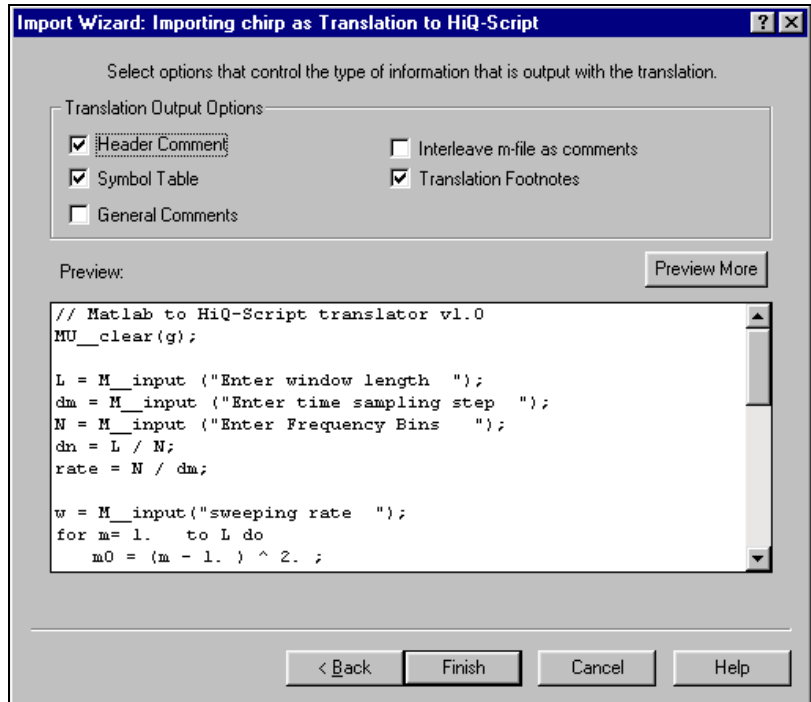 Import Wizard: Importing chirp as Translation to HiQ-Script
Select options that control the type of information that is output with the translation.
Translation Output Options
Header Comment
Interleave m-file as comments
Symbol Table
Translation Footnotes
General Comments
Preview:
Preview More
// Matlab to HiQ-Script translator v1.0
MU__clear(g);
L = M__input ("Enter window length  ");
dm = M__input ("Enter time sampling step  ");
N = M__input ("Enter Frequency Bins   ");
dn = L / N;
rate = N / dm;
w = M__input("sweeping rate  ");
for m= 1.   to L do
   m0 = (m - 1. ) ^ 2. ;
< Back
Finish
Cancel
Help